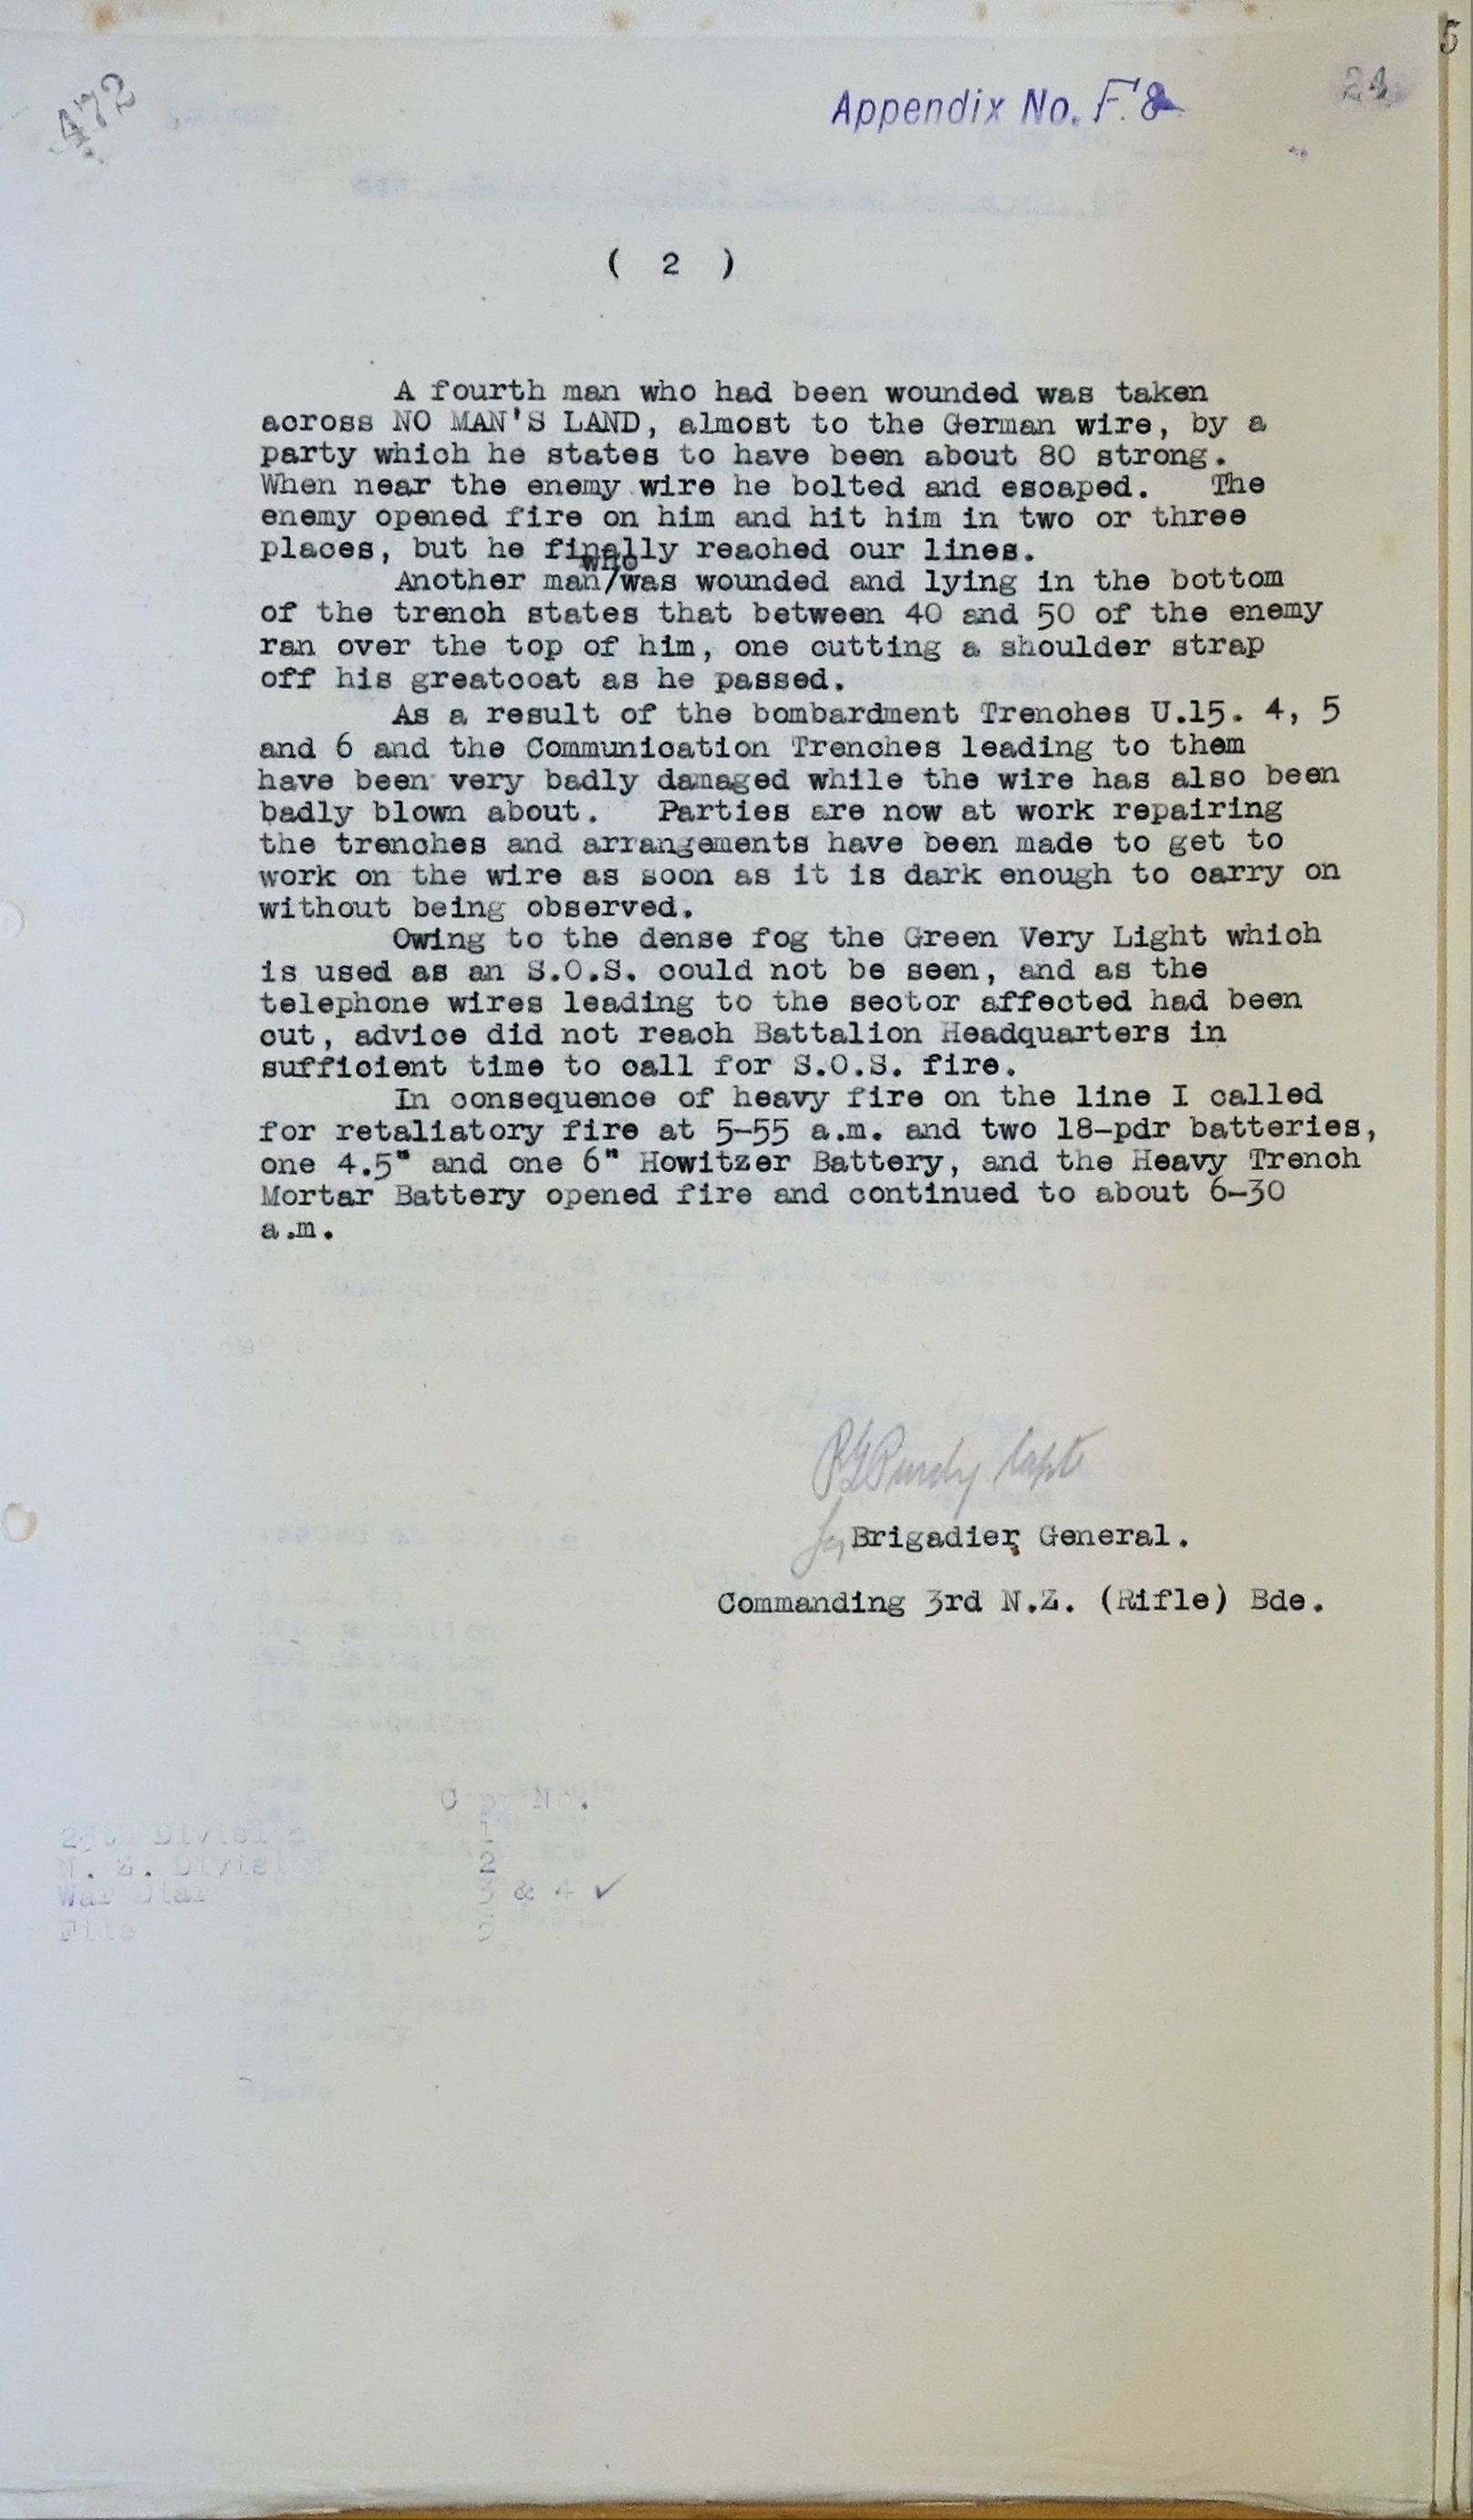 5
472
Appendix No. F.8
24
( 2 )
A fourth man who had been wounded was taken
across NO MAN'S LAND, almost to the German wire, by a
party which he states to have been about 80 strong.
When near the enemy wire he bolted and escaped. The
enemy opened fire on him and hit him in two or three
places, but he finally reached our lines.
who
Another man/was wounded and lying in the bottom
of the trench states that between 40 and 50 of the enemy
ran over the top of him, one cutting a shoulder strap
off his greatcoat as he passed.
As a result of the bombardment Trenches U.15. 4, 5
and 6 and the Communication Trenches leading to them
have been very badly damaged while the wire has also been
badly blown about. Parties are now at work repairing
the trenches and arrangements have been made to get to
work on the wire as soon as it is dark enough to carry on
without being observed.
Owing to the dense fog the Green Very Light which
is used as an S.O.S. could not be seen, and as the
telephone wires leading to the sector affected had been
cut, advice did not reach Battalion Headquarters in
sufficient time to call for S.O.S. fire.
In consequence of heavy fire on the line I called
for retaliatory fire at 5-55 a.m. and two 18-pdr batteries,
one 4.5" and one 6" Howitzer Battery, and the Heavy Trench
Mortar Battery opened fire and continued to about 6-30
a.m.
Purdy Capt
for Brigadier General.
Commanding 3rd N.Z. (Rifle) Bde.
Division 1
N. Z. Division 2
War Diary 3 & 4 ✓
File 5